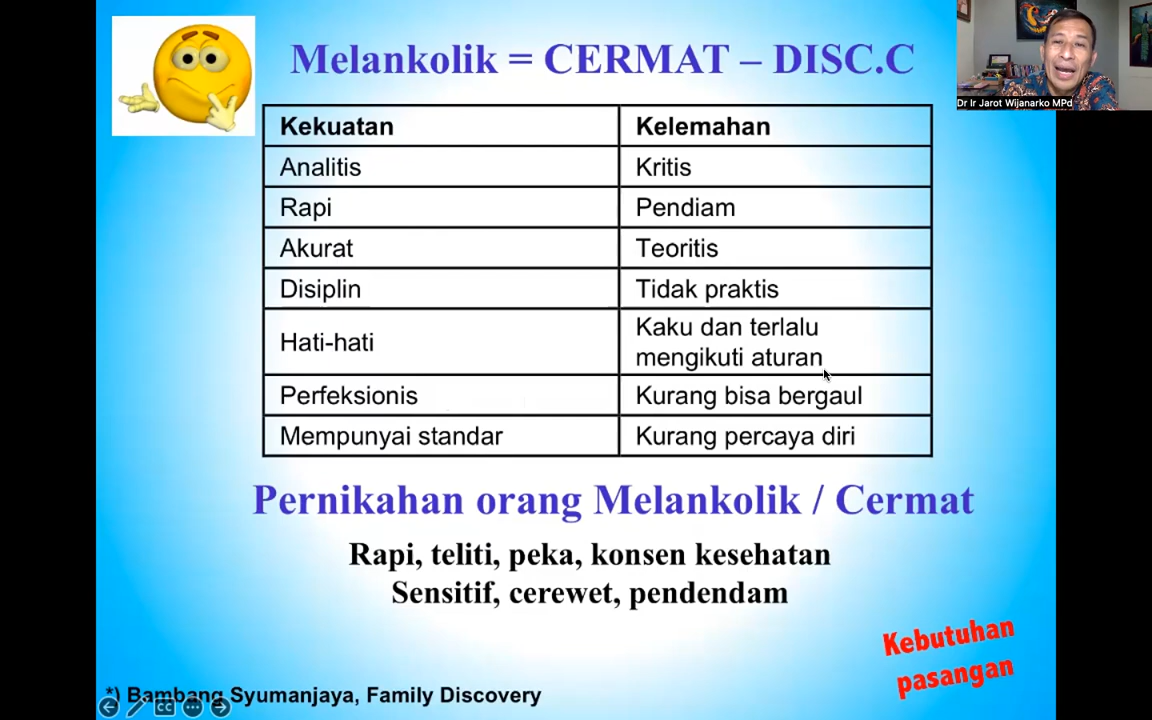 Melankolik = CERMAT – DISC.C
Dr Ir Jarot Wijanarko MPd
Kekuatan Kelemahan
Analitis Kritis
Rapi Pendiam
Akurat Teoritis
Disiplin Tidak praktis
Hati-hati Kaku dan terlalu
mengikuti aturan
Perfeksionis Kurang bisa bergaul
Mempunyai standar Kurang percaya diri
Pernikahan orang Melankolik / Cermat
Rapi, teliti, peka, konsen kesehatan
Sensitif, cerewet, pendendam
Kebutuhan
pasangan
*) Bambang Syumanjaya, Family Discovery
CC